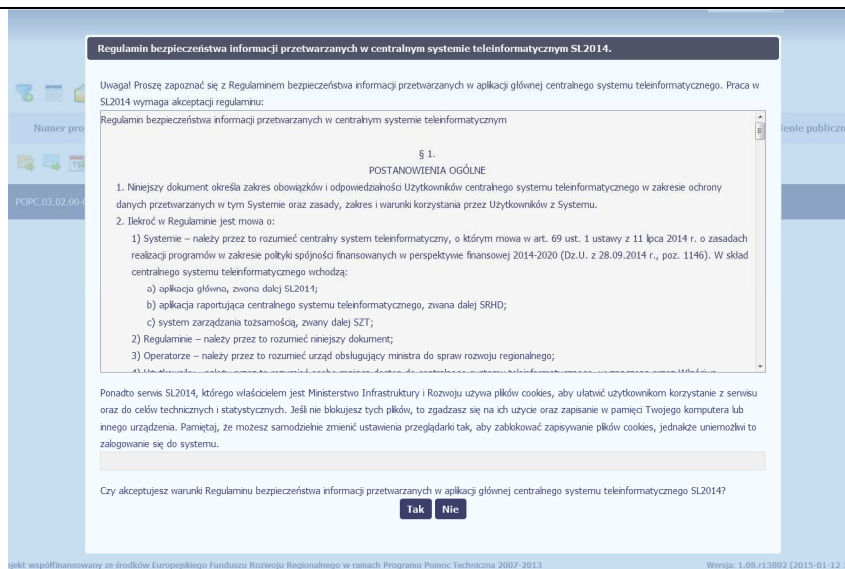 Regulamin bezpieczeństwa informacji przetwarzanych w centralnym systemie teleinformatycznym SL2014.
Uwaga! Proszę zapoznać się z Regulaminem bezpieczeństwa informacji przetwarzanych w aplikacji głównej centralnego systemu teleinformatycznego. Praca w
SL2014 wymaga akceptacji regulaminu:
Regulamin bezpieczeństwa informacji przetwarzanych w centralnym systemie teleinformatycznym
§ 1.
POSTANOWIENIA OGÓLNE
1. Niniejszy dokument określa zakres obowiązków i odpowiedzialności Użytkowników centralnego systemu teleinformatycznego w zakresie ochrony
danych przetwarzanych w tym Systemie oraz zasady, zakres i warunki korzystania przez Użytkowników z Systemu.
2. Ilekroć w Regulaminie jest mowa o:
1) Systemie – należy przez to rozumieć centralny system teleinformatyczny, o którym mowa w art. 69 ust. 1 ustawy z 11 lipca 2014 r. o zasadach
realizacji programów w zakresie polityki spójności finansowanych w perspektywie finansowej 2014-2020 (Dz.U. z 28.09.2014 r., poz. 1146). W skład
centralnego systemu teleinformatycznego wchodzą:
a) aplikacja główna, zwana dalej SL2014;
b) aplikacja raportująca centralnego systemu teleinformatycznego, zwana dalej SRHD;
c) system zarządzania tożsamością, zwany dalej SZT;
2) Regulaminie – należy przez to rozumieć niniejszy dokument;
3) Operatorze – należy przez to rozumieć urząd obsługujący ministra do spraw rozwoju regionalnego;
Ponadto serwis SL2014, którego właścicielem jest Ministerstwo Infrastruktury i Rozwoju używa plików cookies, aby ułatwić użytkownikom korzystanie z serwisu
oraz do celów technicznych i statystycznych. Jeśli nie blokujesz tych plików, to zgadzasz się na ich użycie oraz zapisanie w pamięci Twojego komputera lub
innego urządzenia. Pamiętaj, że możesz samodzielnie zmienić ustawienia przeglądarki tak, aby zablokować zapisywanie plików cookies, jednakże uniemożliwi to
zalogowanie się do systemu.
Czy akceptujesz warunki Regulaminu bezpieczeństwa informacji przetwarzanych w aplikacji głównej centralnego systemu teleinformatycznego SL2014?
Tak Nie
Numer pro
ienie publiczn
POPC.03.02.00-
ojekt współfinansowany ze środków Europejskiego Funduszu Rozwoju Regionalnego w ramach Programu Pomoc Techniczna 2007-2013
Wersja: 1.08.r13802 (2015-01-12